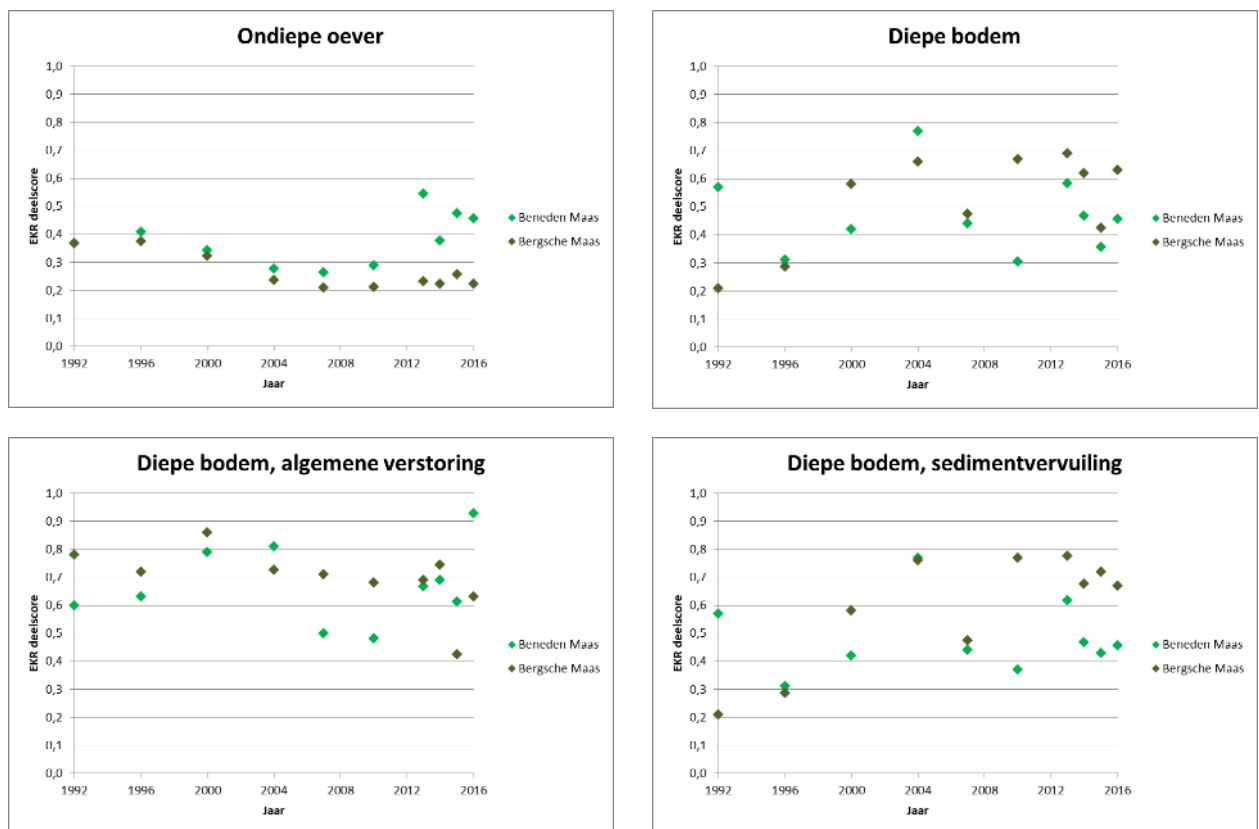 Ondiepe oever
1,0
0,9
0,8
0,7
0,6
0,5
0,4
0,3
0,2
0,1
0,0
EKR deelscore
1992 1996 2000 2004 2008 2012 2016
Jaar
Beneden Maas
Bergsche Maas
Diepe bodem
1,0
0,9
0,8
0,7
0,6
0,5
0,4
0,3
0,2
0,1
0,0
EKR deelscore
1992 1996 2000 2004 2008 2012 2016
Jaar
Beneden Maas
Bergsche Maas
Diepe bodem, algemene verstoring
1,0
0,9
0,8
0,7
0,6
0,5
0,4
0,3
0,2
0,1
0,0
EKR deelscore
1992 1996 2000 2004 2008 2012 2016
Jaar
Beneden Maas
Bergsche Maas
Diepe bodem, sedimentvervuiling
1,0
0,9
0,8
0,7
0,6
0,5
0,4
0,3
0,2
0,1
0,0
EKR deelscore
1992 1996 2000 2004 2008 2012 2016
Jaar
Beneden Maas
Bergsche Maas